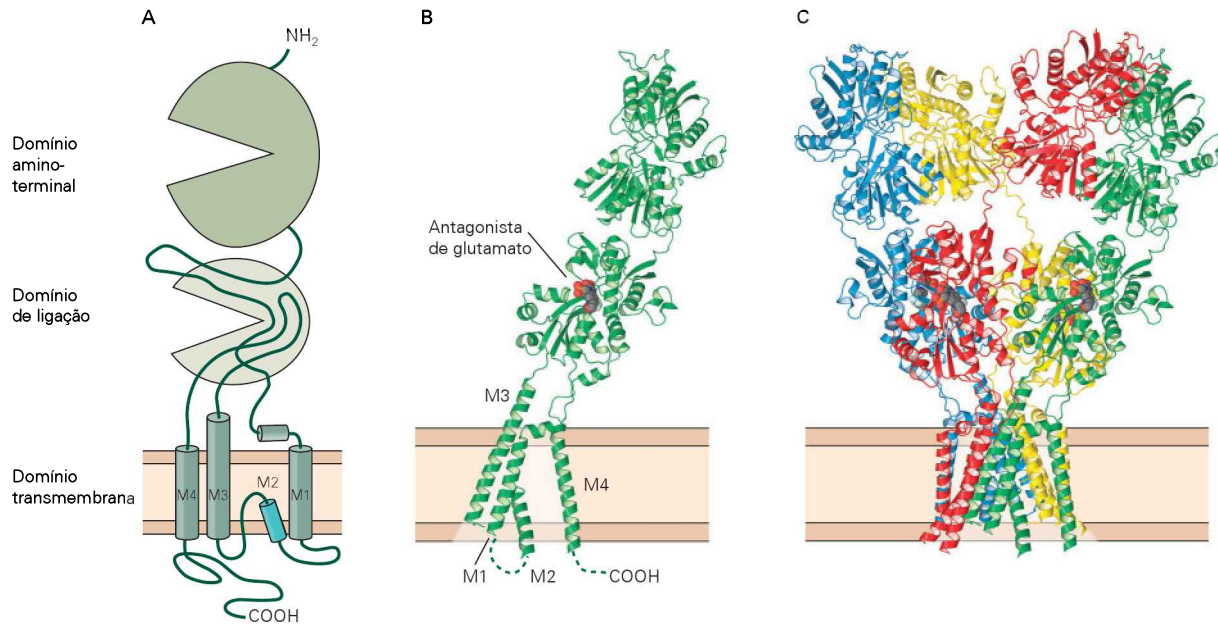 A
NH₂
Domínio
amino-
terminal
Domínio
de ligação
Domínio
transmembrana
M4
M3
M2
M1
COOH
B
Antagonista
de glutamato
M3
M4
M1
M2
COOH
C